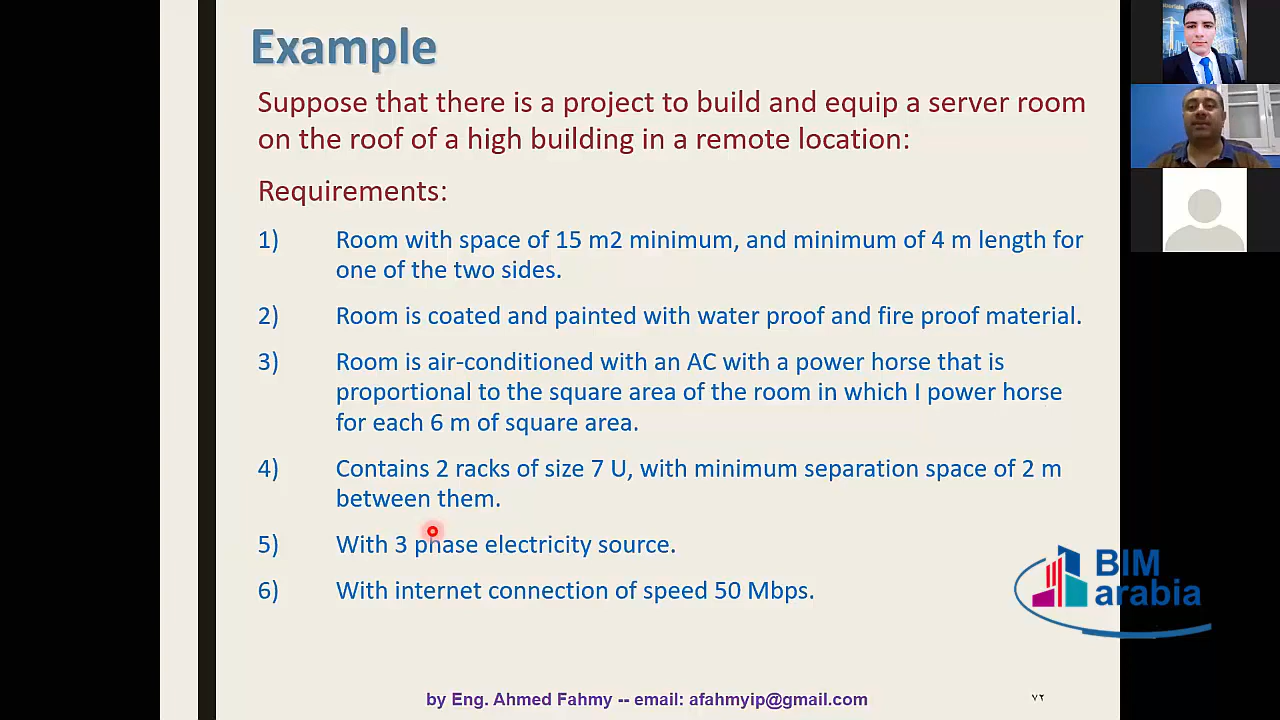 Example
Suppose that there is a project to build and equip a server room
on the roof of a high building in a remote location:
Requirements:
1) Room with space of 15 m2 minimum, and minimum of 4 m length for
one of the two sides.
2) Room is coated and painted with water proof and fire proof material.
3) Room is air-conditioned with an AC with a power horse that is
proportional to the square area of the room in which I power horse
for each 6 m of square area.
4) Contains 2 racks of size 7 U, with minimum separation space of 2 m
between them.
5) With 3 phase electricity source.
6) With internet connection of speed 50 Mbps.
BIM
arabia
by Eng. Ahmed Fahmy -- email: afahmyip@gmail.com
٧٢